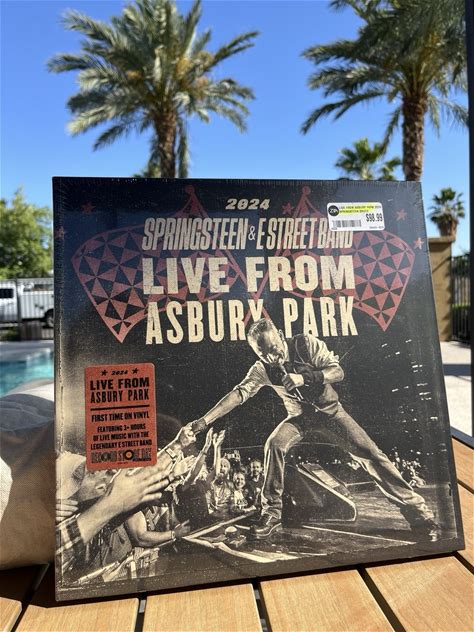 2024
SPRINGSTEEN & E STREET BAND
LIVE FROM
ASBURY PARK
$98.99
2024
LIVE FROM
ASBURY PARK
FIRST TIME ON VINYL
FEATURING 3+ HOURS
OF LIVE MUSIC WITH THE
LEGENDARY E STREET BAND
RECORD STORE DAY